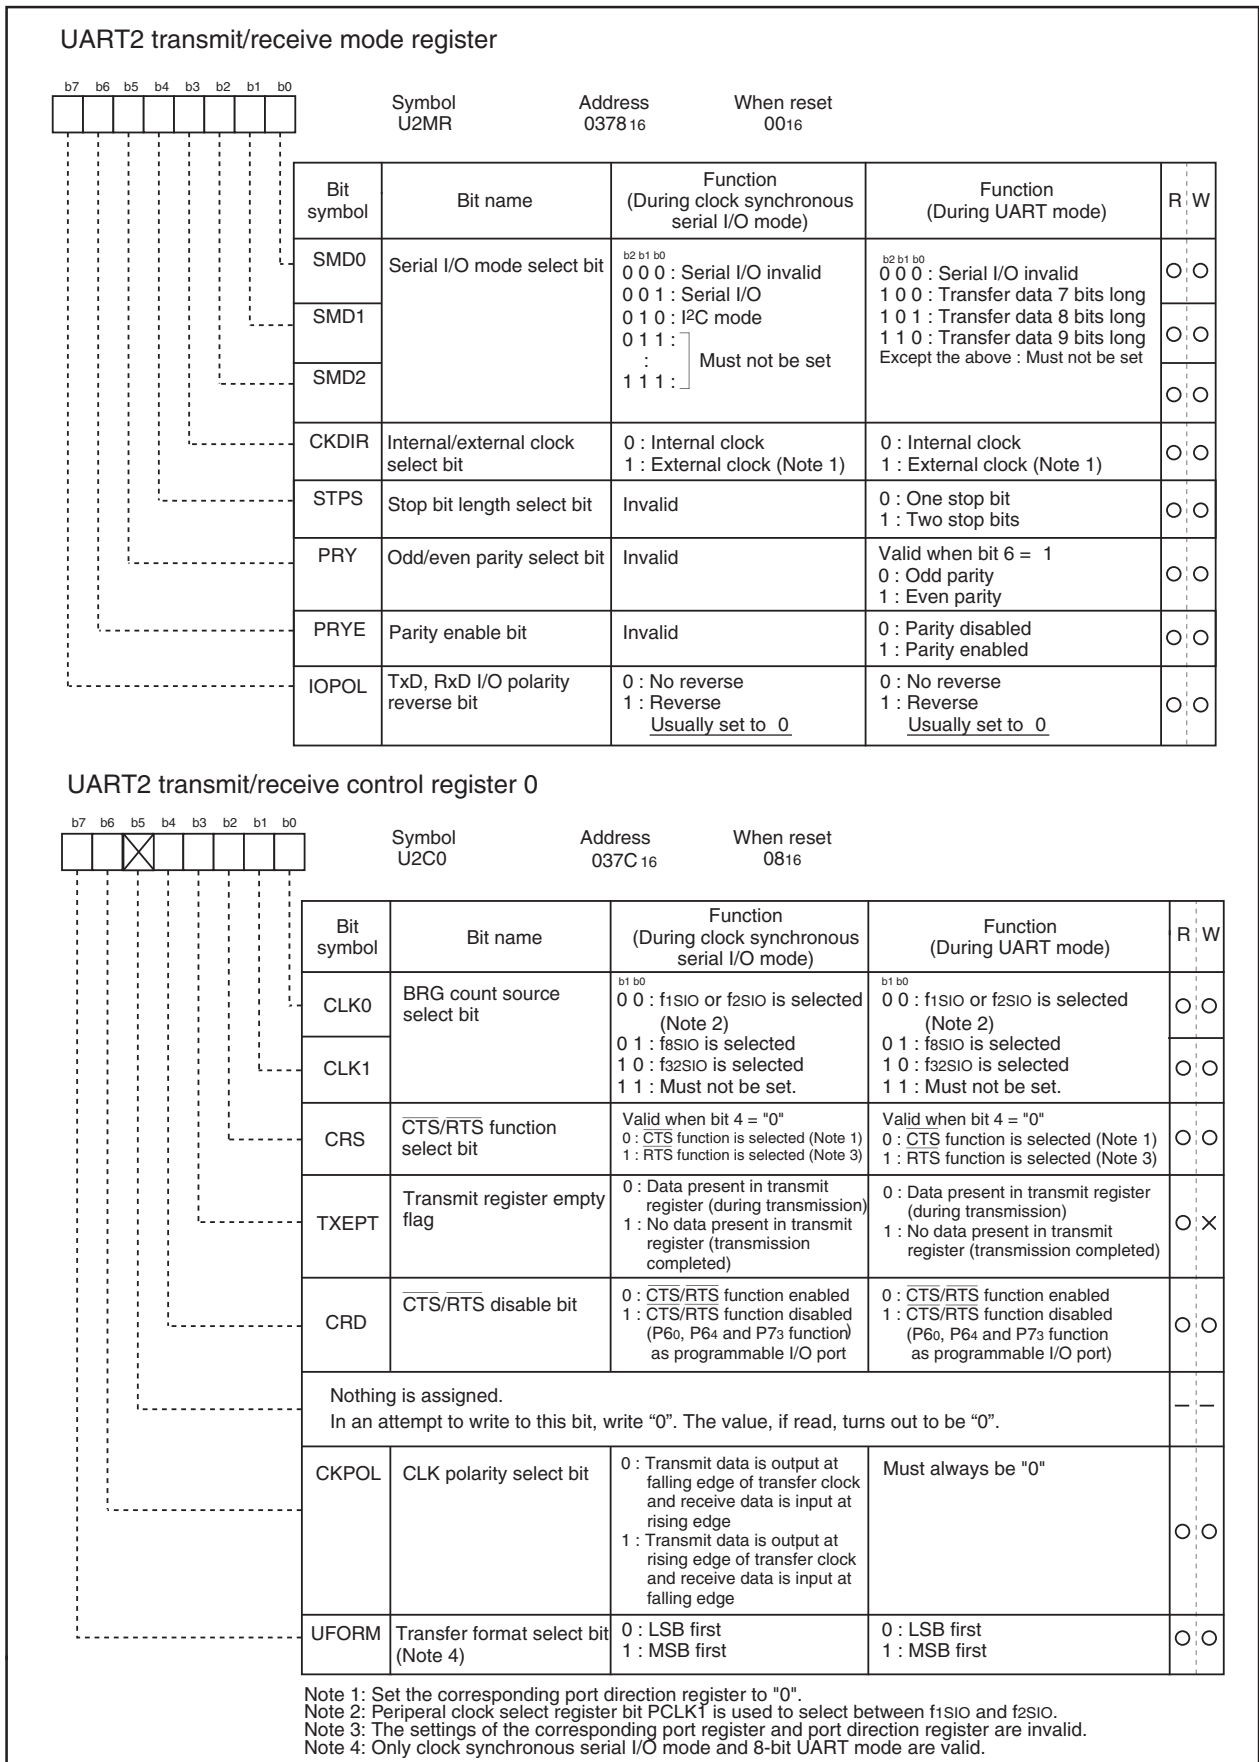 UART2 transmit/receive mode register
b7 b6 b5 b4 b3 b2 b1 b0
Symbol Address When reset
U2MR 037816 0016
Bit symbol Bit name Function (During clock synchronous serial I/O mode) Function (During UART mode) R W
SMD0 Serial I/O mode select bit
SMD1
SMD2
b2 b1 b0
0 0 0 : Serial I/O invalid
0 0 1 : Serial I/O
0 1 0 : I2C mode
0 1 1 :
:
Must not be set
1 1 1 :
b2 b1 b0
0 0 0 : Serial I/O invalid
1 0 0 : Transfer data 7 bits long
1 0 1 : Transfer data 8 bits long
1 1 0 : Transfer data 9 bits long
Except the above : Must not be set
CKDIR Internal/external clock
select bit
0 : Internal clock
1 : External clock (Note 1)
0 : Internal clock
1 : External clock (Note 1)
STPS Stop bit length select bit Invalid
0 : One stop bit
1 : Two stop bits
PRY Odd/even parity select bit Invalid
Valid when bit 6 = 1
0 : Odd parity
1 : Even parity
PRYE Parity enable bit Invalid
0 : Parity disabled
1 : Parity enabled
IOPOL TxD, RxD I/O polarity
reverse bit
0 : No reverse
1 : Reverse
Usually set to 0
0 : No reverse
1 : Reverse
Usually set to 0
UART2 transmit/receive control register 0
b7 b6 b5 b4 b3 b2 b1 b0
Symbol Address When reset
U2C0 037C16 0816
Bit symbol Bit name Function (During clock synchronous serial I/O mode) Function (During UART mode) R W
CLK0 BRG count source
select bit
CLK1
b1 b0
0 0 : f1SIO or f2SIO is selected
(Note 2)
0 1 : f8SIO is selected
1 0 : f32SIO is selected
1 1 : Must not be set.
b1 b0
0 0 : f1SIO or f2SIO is selected
(Note 2)
0 1 : f8SIO is selected
1 0 : f32SIO is selected
1 1 : Must not be set.
CRS CTS/RTS function
select bit
Valid when bit 4 = "0"
0 : CTS function is selected (Note 1)
1 : RTS function is selected (Note 3)
Valid when bit 4 = "0"
0 : CTS function is selected (Note 1)
1 : RTS function is selected (Note 3)
TXEPT Transmit register empty
flag
0 : Data present in transmit
register (during transmission)
1 : No data present in transmit
register (transmission
completed)
0 : Data present in transmit register
(during transmission)
1 : No data present in transmit
register (transmission completed)
CRD CTS/RTS disable bit
0 : CTS/RTS function enabled
1 : CTS/RTS function disabled
(P60, P64 and P73 function)
as programmable I/O port
0 : CTS/RTS function enabled
1 : CTS/RTS function disabled
(P60, P64 and P73 function
as programmable I/O port)
Nothing is assigned.
In an attempt to write to this bit, write “0”. The value, if read, turns out to be “0”.
CKPOL CLK polarity select bit
0 : Transmit data is output at
falling edge of transfer clock
and receive data is input at
rising edge
1 : Transmit data is output at
rising edge of transfer clock
and receive data is input at
falling edge
Must always be "0"
UFORM Transfer format select bit
(Note 4)
0 : LSB first
1 : MSB first
0 : LSB first
1 : MSB first
Note 1: Set the corresponding port direction register to "0".
Note 2: Periperal clock select register bit PCLK1 is used to select between f1SIO and f2SIO.
Note 3: The settings of the corresponding port register and port direction register are invalid.
Note 4: Only clock synchronous serial I/O mode and 8-bit UART mode are valid.